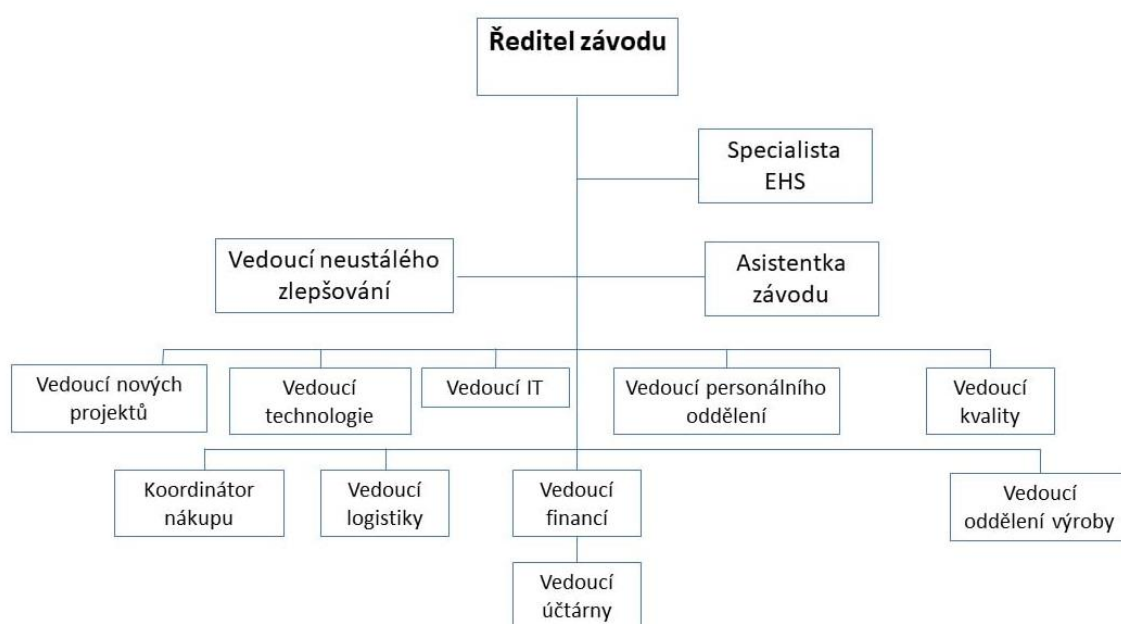 Ředitel závodu
Specialista
EHS
Vedoucí neustálého
zlepšování
Asistentka
závodu
Vedoucí nových
projektů
Vedoucí
technologie
Vedoucí IT
Vedoucí personálního
oddělení
Vedoucí
kvality
Koordinátor
nákupu
Vedoucí
logistiky
Vedoucí
financí
Vedoucí
oddělení výroby
Vedoucí
účtárny